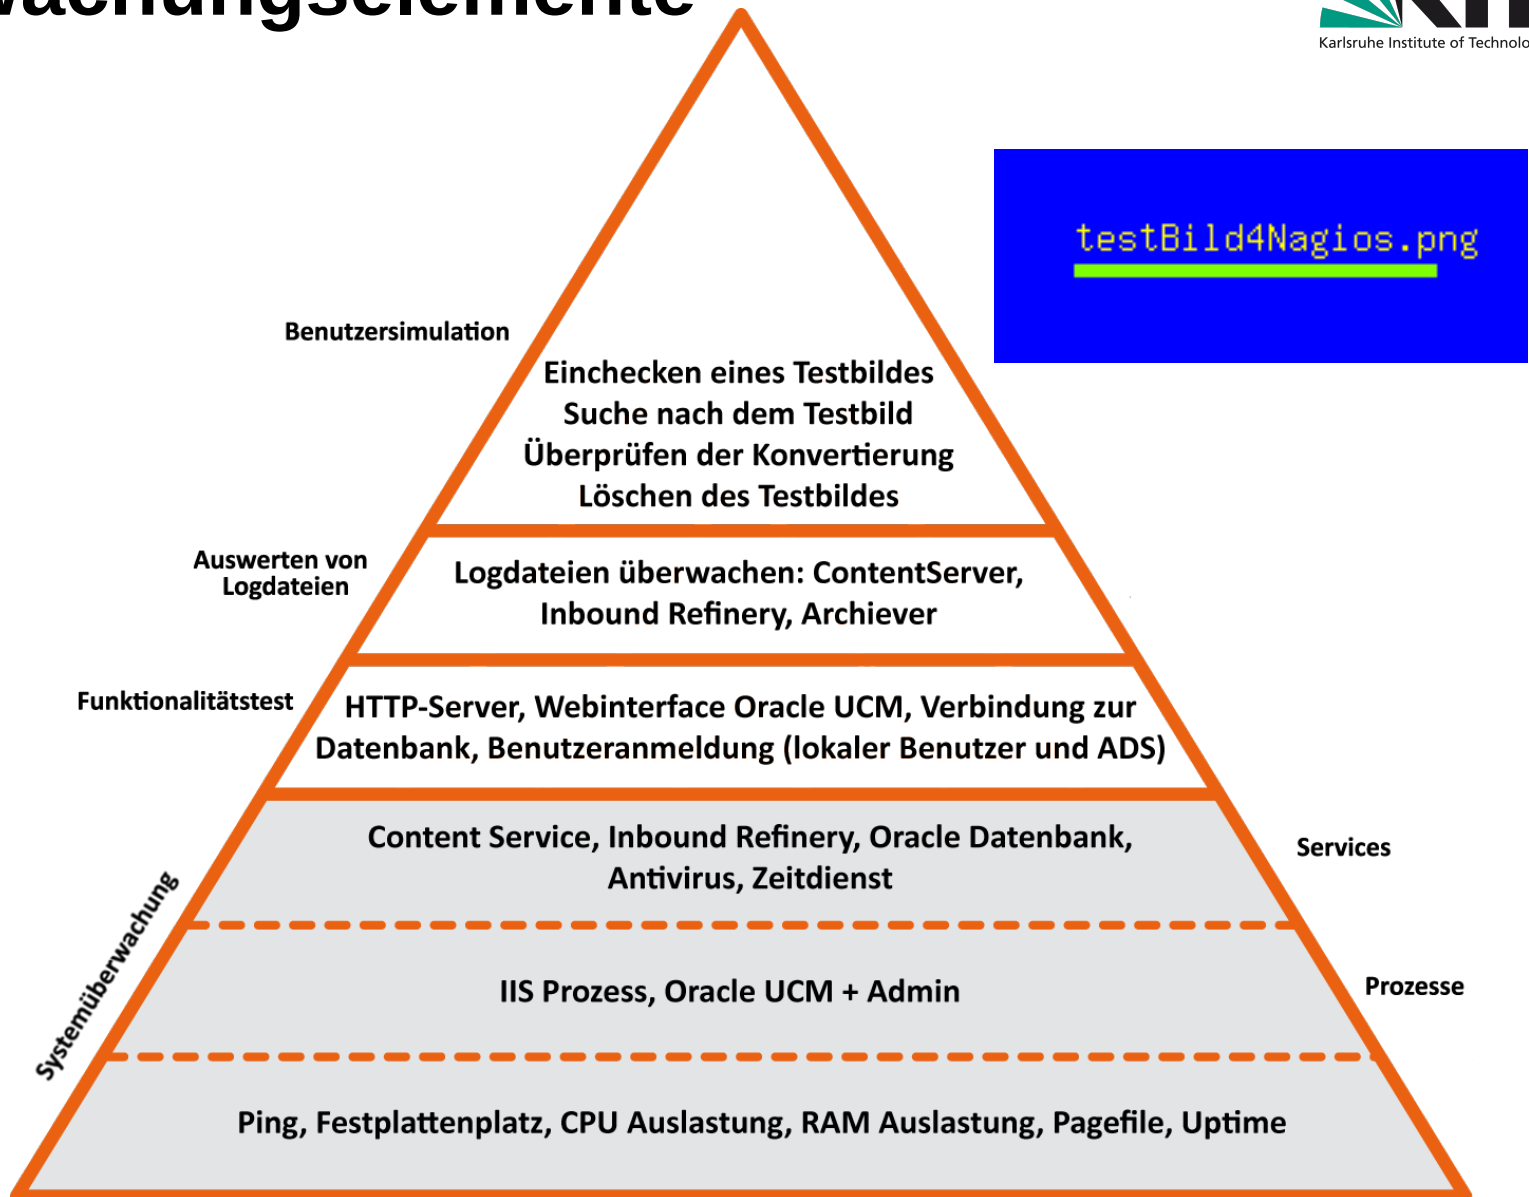 wachungselemente
Karlsruhe Institute of Technolo
testBild4Nagios.png
Benutzersimulation
Einchecken eines Testbildes
Suche nach dem Testbild
Überprüfen der Konvertierung
Löschen des Testbildes
Auswerten von
Logdateien
Logdateien überwachen: ContentServer,
Inbound Refinery, Archiever
Funktionalitätstest
HTTP-Server, Webinterface Oracle UCM, Verbindung zur
Datenbank, Benutzeranmeldung (lokaler Benutzer und ADS)
Systemüberwachung
Content Service, Inbound Refinery, Oracle Datenbank,
Antivirus, Zeitdienst
Services
IIS Prozess, Oracle UCM + Admin
Prozesse
Ping, Festplattenplatz, CPU Auslastung, RAM Auslastung, Pagefile, Uptime